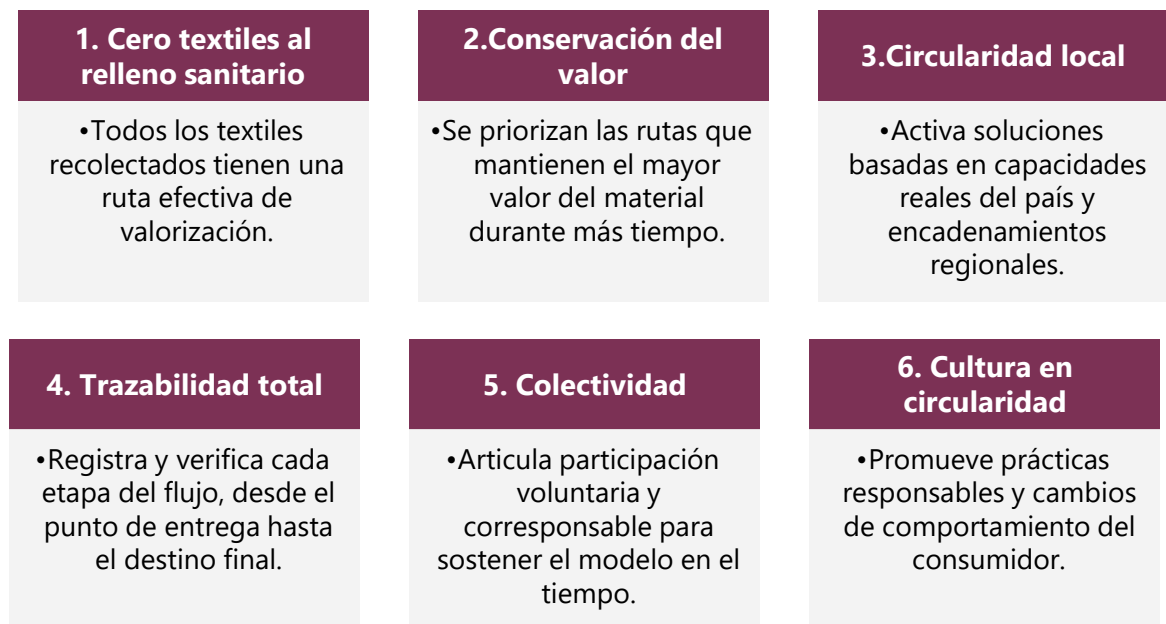 1. Cero textiles al
relleno sanitario
•Todos los textiles
recolectados tienen una
ruta efectiva de
valorización.
2.Conservación del
valor
•Se priorizan las rutas que
mantienen el mayor
valor del material
durante más tiempo.
3.Circularidad local
•Activa soluciones
basadas en capacidades
reales del país y
encadenamientos
regionales.
4. Trazabilidad total
•Registra y verifica cada
etapa del flujo, desde el
punto de entrega hasta
el destino final.
5. Colectividad
•Articula participación
voluntaria y
corresponsable para
sostener el modelo en el
tiempo.
6. Cultura en
circularidad
•Promueve prácticas
responsables y cambios
de comportamiento del
consumidor.